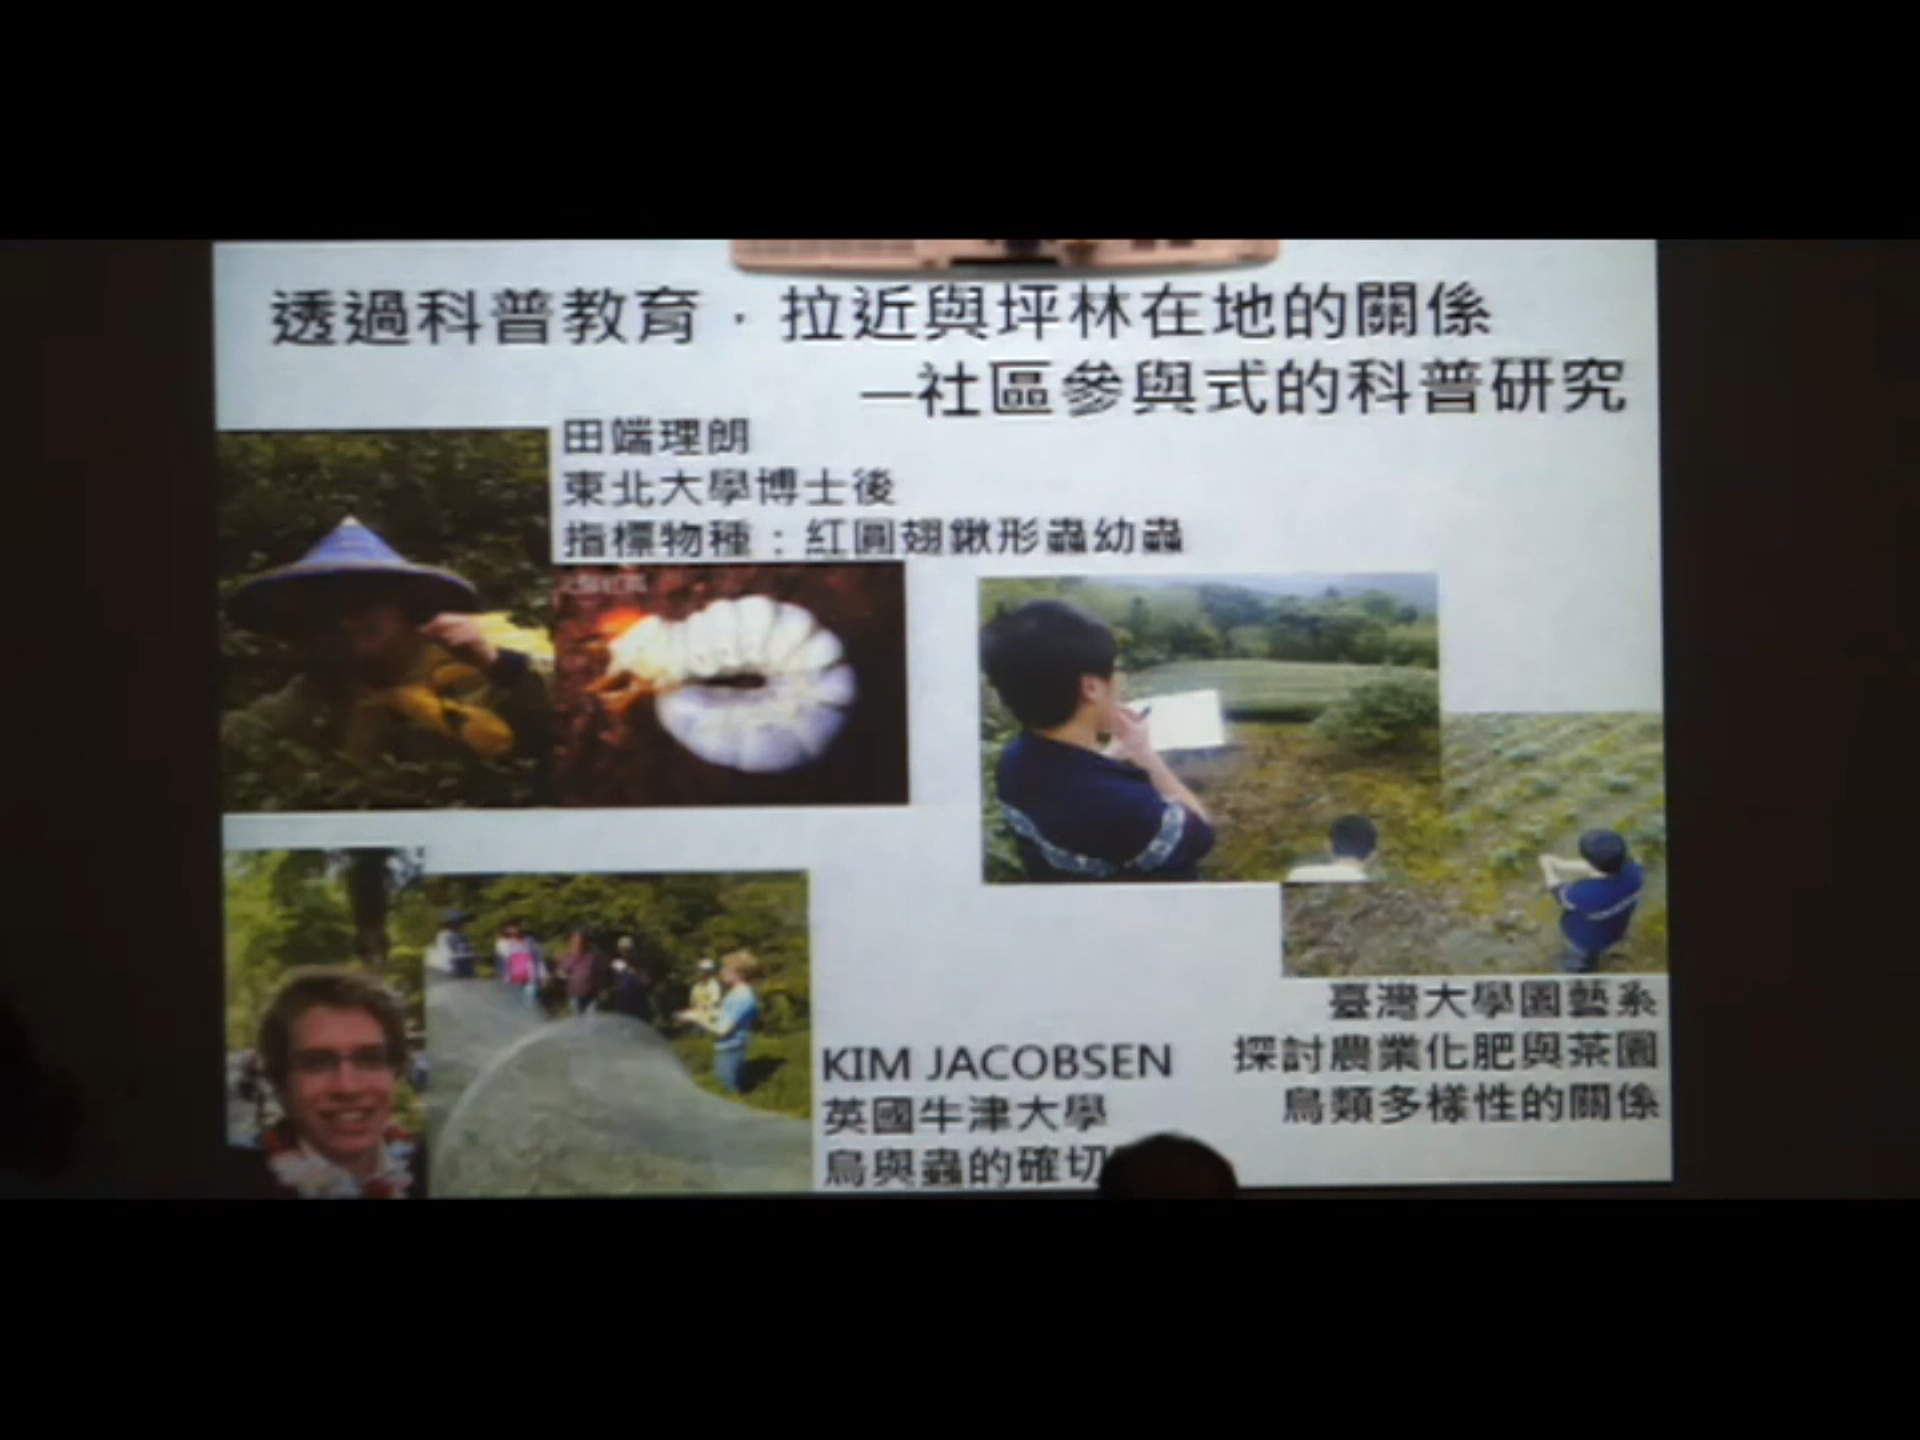 透過科普教育．拉近與坪林在地的關係
—社區參與式的科普研究
田端理朗
東北大學博士後
指標物種：紅圓翅鍬形蟲幼蟲
臺灣大學園藝系
探討農業化肥與茶園
鳥類多樣性的關係
KIM JACOBSEN
英國牛津大學
鳥與蟲的確切